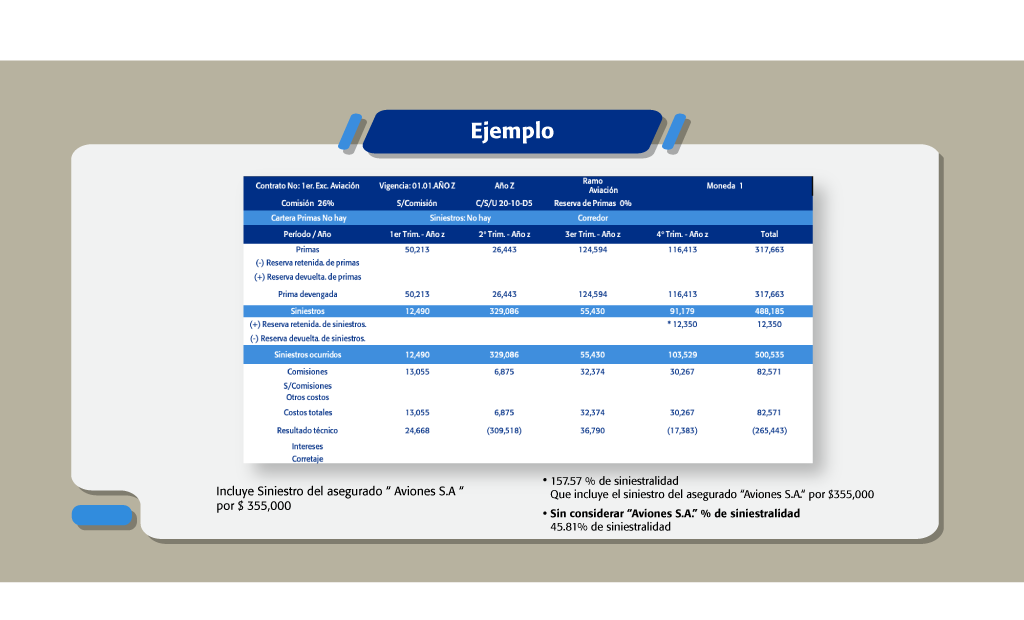 Ejemplo
Contrato No: 1er. Exc. Aviación Vigencia: 01.01.AÑO Z Año Z Ramo Aviación Moneda 1
Comisión 26% S/Comisión C/S/U 20-10-D5 Reserva de Primas 0%
Cartera Primas No hay Siniestros: No hay Corredor
Período / Año 1er Trim. - Año z 2º Trim. - Año z 3er Trim. - Año z 4º Trim. - Año z Total
Primas 50,213 26,443 124,594 116,413 317,663
(-) Reserva retenida. de primas
(+) Reserva devuelta. de primas
Prima devengada 50,213 26,443 124,594 116,413 317,663
Siniestros 12,490 329,086 55,430 91,179 488,185
(+) Reserva retenida. de siniestros. * 12,350 12,350
(-) Reserva devuelta. de siniestros.
Siniestros ocurridos 12,490 329,086 55,430 103,529 500,535
Comisiones 13,055 6,875 32,374 30,267 82,571
S/Comisiones
Otros costos
Costos totales 13,055 6,875 32,374 30,267 82,571
Resultado técnico 24,668 (309,518) 36,790 (17,383) (265,443)
Intereses
Corretaje
Incluye Siniestro del asegurado “ Aviones S.A “
por $ 355,000
• 157.57 % de siniestralidad
Que incluye el siniestro del asegurado “Aviones S.A.” por $355,000
• Sin considerar “Aviones S.A.” % de siniestralidad
45.81% de siniestralidad